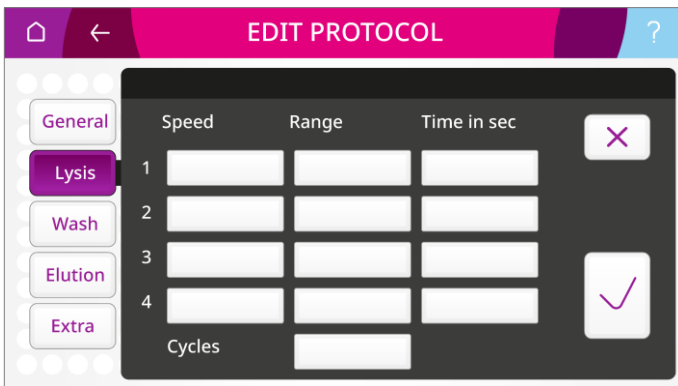 EDIT PROTOCOL
?
General
Lysis
Wash
Elution
Extra
Speed Range Time in sec
1
2
3
4
Cycles